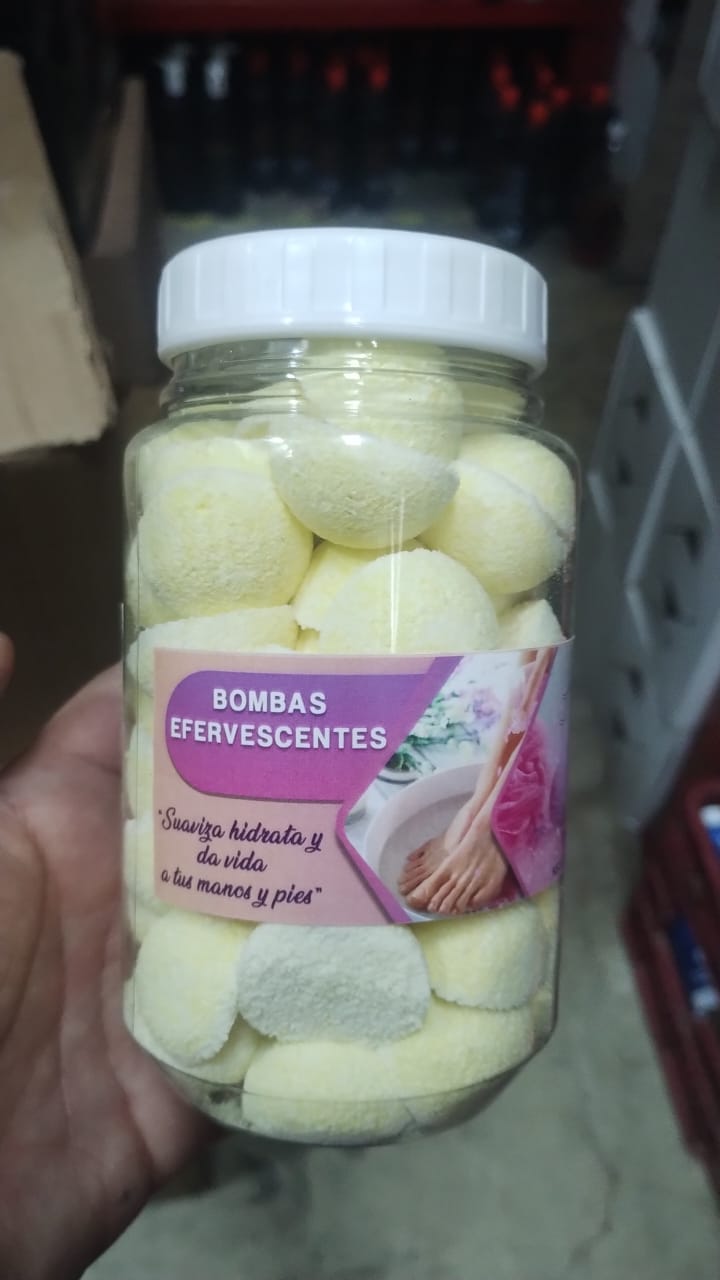 BOMBAS
EFERVESCENTES
"Suaviza hidrata y
da vida
a tus manos y pies"